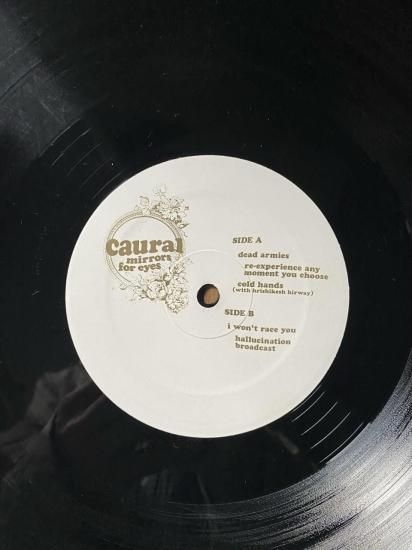 caural
mirrors
for eyes
SIDE A
dead armies
re-experience any
moment you choose
cold hands
(with hrishikesh hirway)
SIDE B
i won't race you
hallucination
broadcast